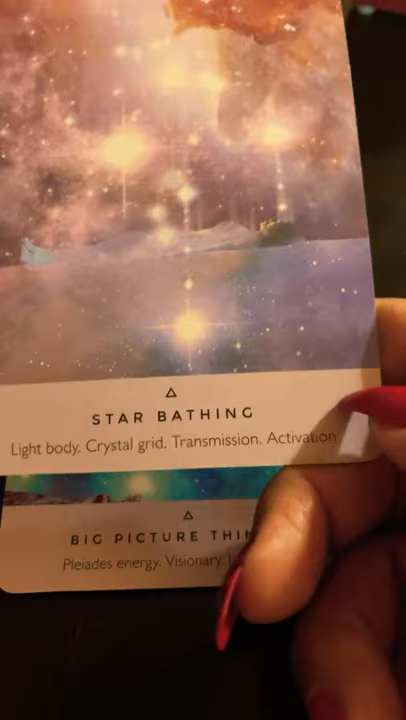 STAR BATHING
Light body. Crystal grid. Transmission. Activation
BIG PICTURE
Pleiades energy. Visionary.